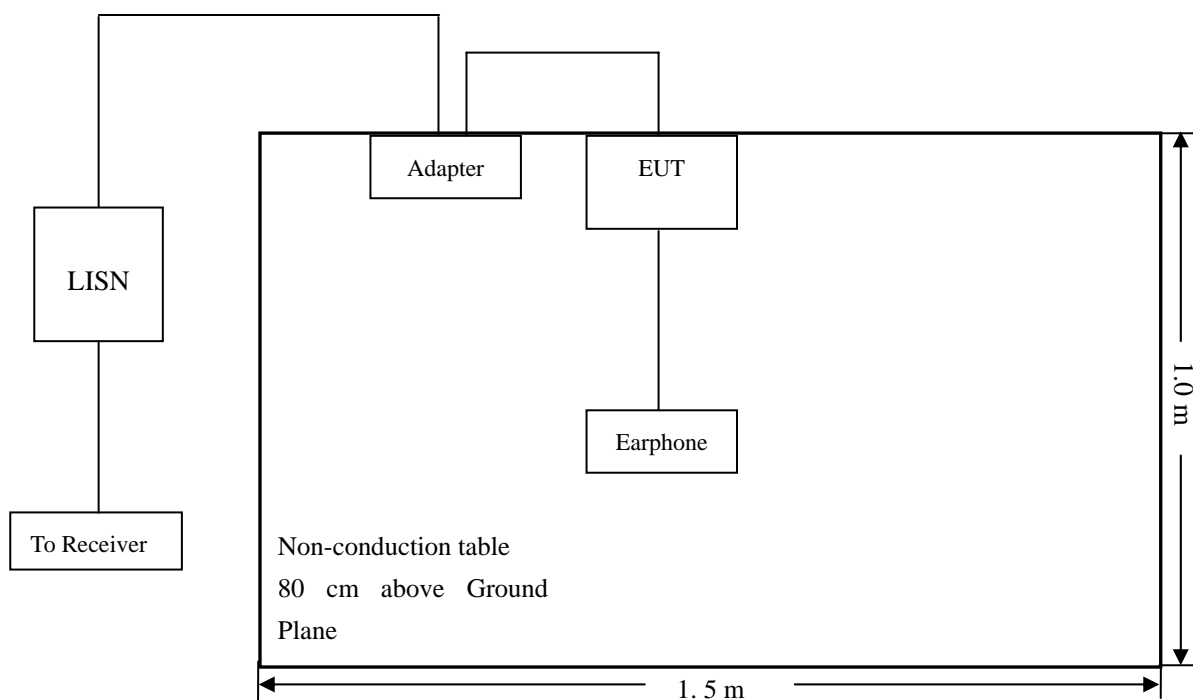 Adapter
EUT
LISN
1.0 m
Earphone
To Receiver
Non-conduction table
80 cm above Ground
Plane
1. 5 m